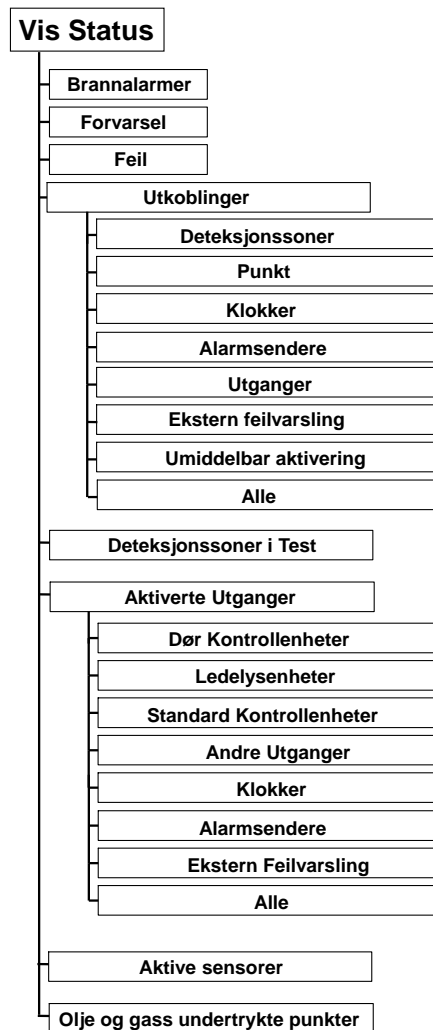 Vis Status
Brannalarmer
Forvarsel
Feil
Utkoblinger
Deteksjonssoner
Punkt
Klokker
Alarmsendere
Utganger
Ekstern feilvarsling
Umiddelbar aktivering
Alle
Deteksjonssoner i Test
Aktiverte Utganger
Dør Kontrollenheter
Ledelysenheter
Standard Kontrollenheter
Andre Utganger
Klokker
Alarmsendere
Ekstern Feilvarsling
Alle
Aktive sensorer
Olje og gass undertrykte punkter